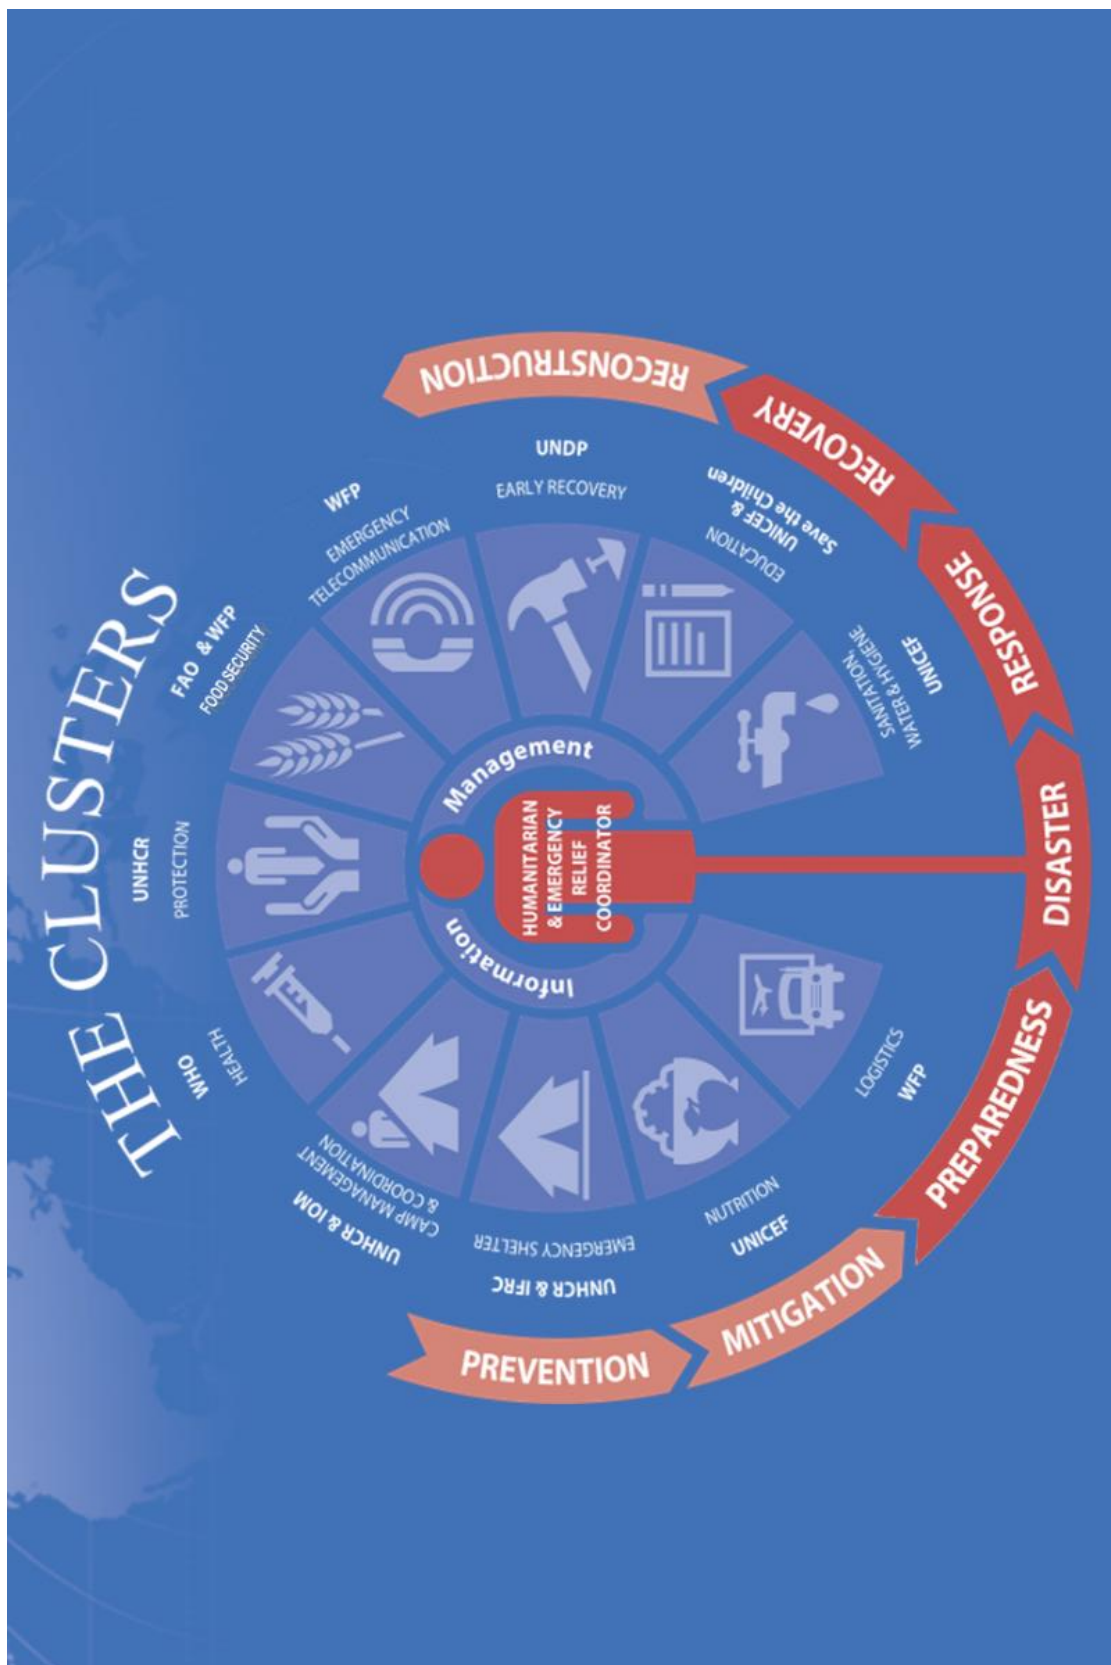 THE CLUSTERS
WHO
HEALTH
UNHCR
PROTECTION
FAO & WFP
FOOD SECURITY
WFP
EMERGENCY
TELECOMMUNICATION
UNDP
EARLY RECOVERY
UNICEF &
Save the Children
EDUCATION
SANITATION,
WATER & HYGIENE
UNICEF
LOGISTICS
WFP
NUTRITION
UNICEF
EMERGENCY SHELTER
UNHCR & IFRC
CAMP MANAGEMENT
& COORDINATION
UNHCR & IOM
Information
Management
HUMANITARIAN
& EMERGENCY
RELIEF
COORDINATOR
PREVENTION
MITIGATION
PREPAREDNESS
DISASTER
RESPONSE
RECOVERY
RECONSTRUCTION